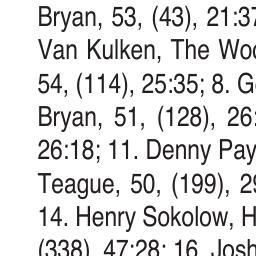 Bryan, 53, (43), 21:37
Van Kulken, The Woo
54, (114), 25:35; 8. G
Bryan, 51, (128), 26:
26:18; 11. Denny Pay
Teague, 50, (199), 29
14. Henry Sokolow, H
(338), 47:28; 16. Josh